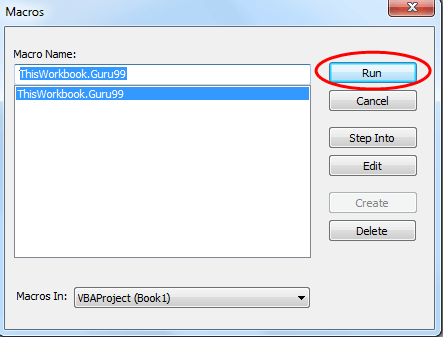 Macros
Macro Name:
ThisWorkbook.Guru99
ThisWorkbook.Guru99
Run
Cancel
Step Into
Edit
Create
Delete
Macros In:
VBAProject (Book1)